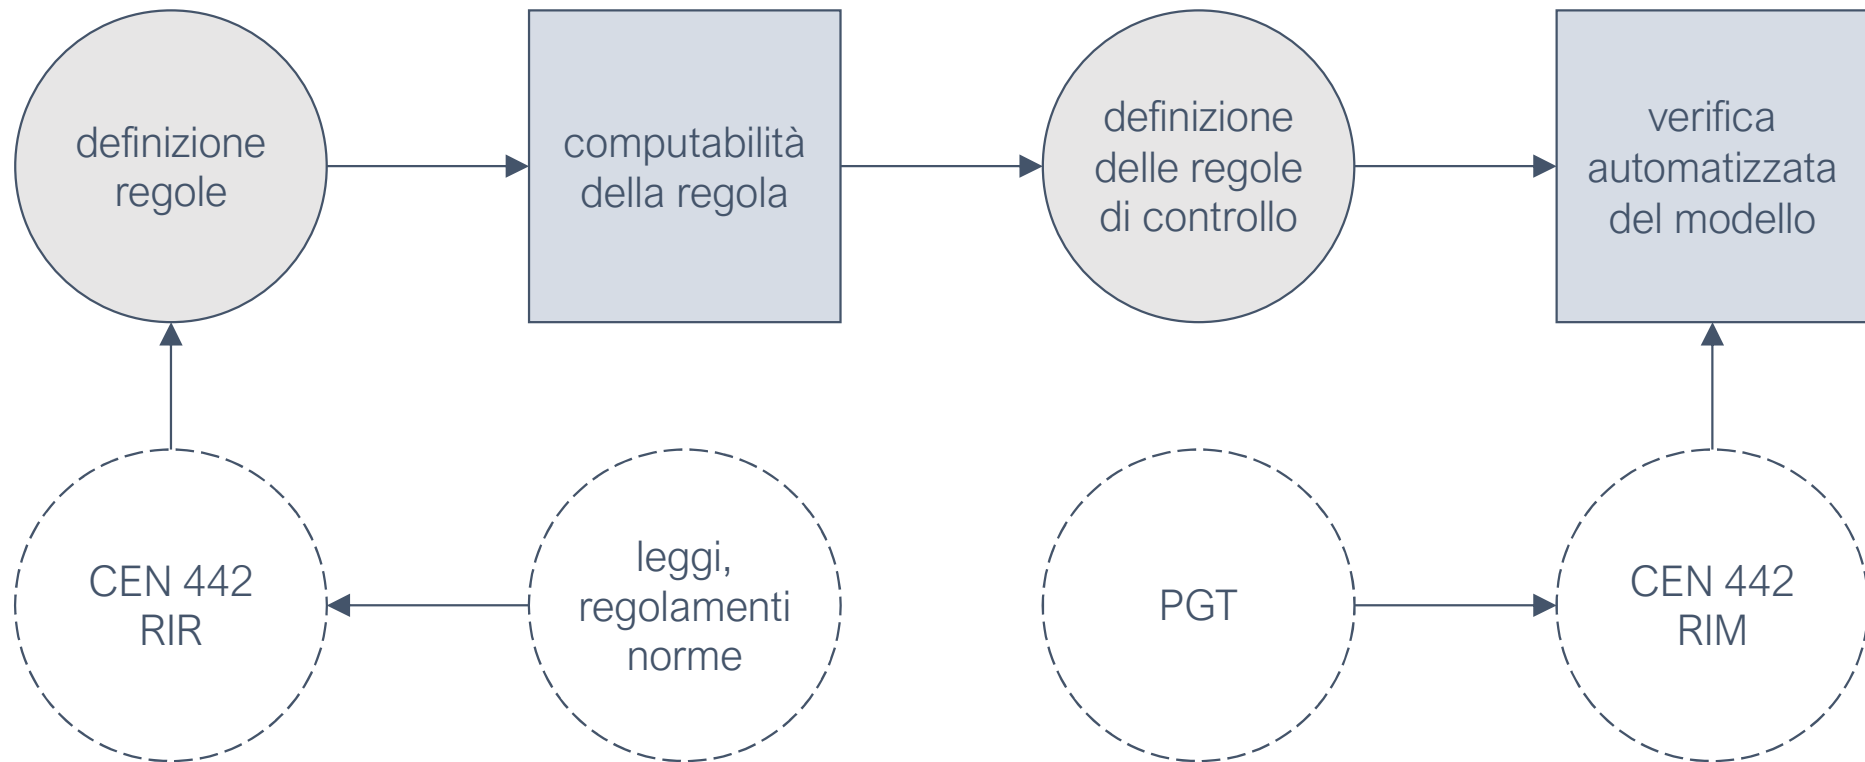 definizione
regole
computabilità
della regola
definizione
delle regole
di controllo
verifica
automatizzata
del modello
CEN 442
RIR
leggi,
regolamenti
norme
PGT
CEN 442
RIM